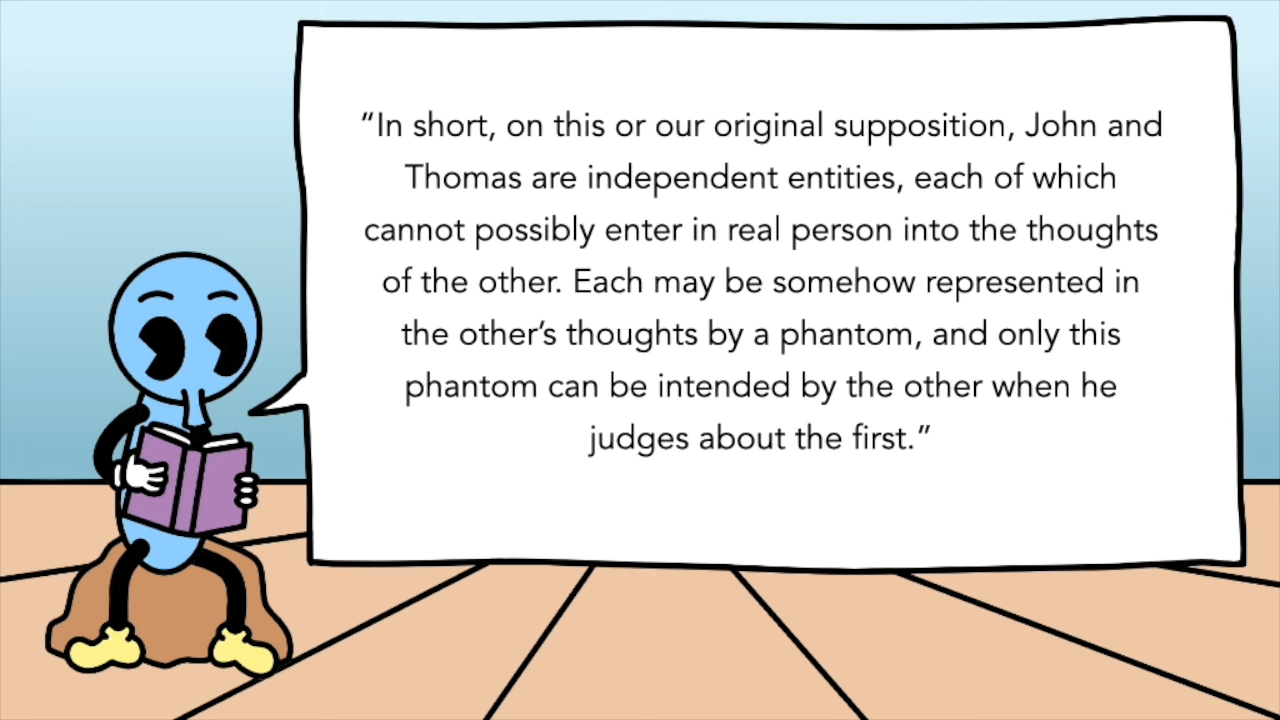 “In short, on this or our original supposition, John and
Thomas are independent entities, each of which
cannot possibly enter in real person into the thoughts
of the other. Each may be somehow represented in
the other’s thoughts by a phantom, and only this
phantom can be intended by the other when he
judges about the first.”